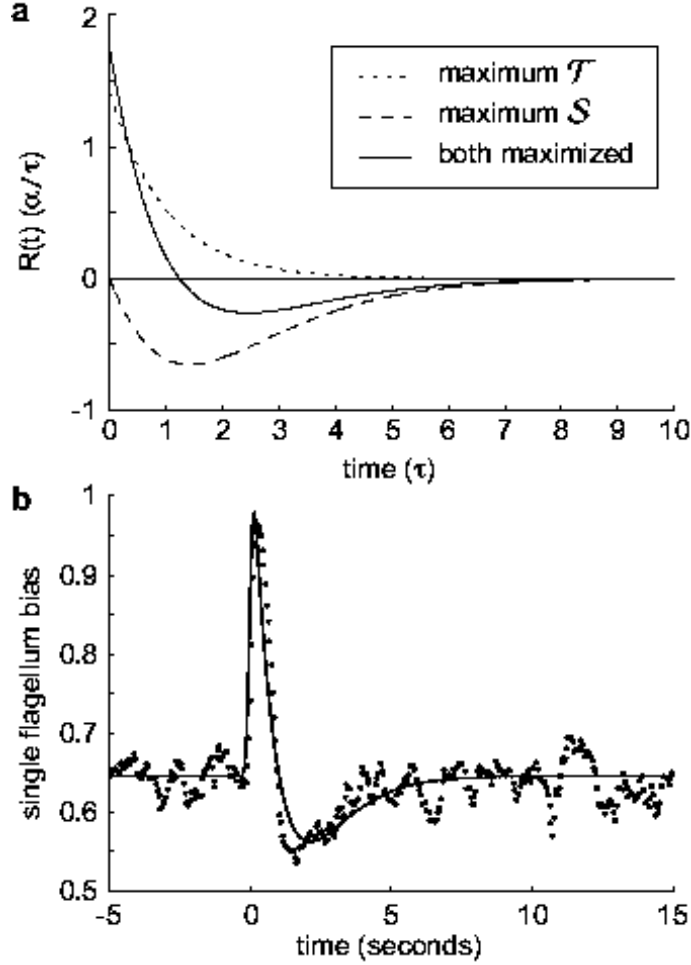 a
2
1
0
-1
R(t) (α/τ)
maximum 𝒯
maximum 𝒮
both maximized
0 1 2 3 4 5 6 7 8 9 10
time (τ)
b
1
0.9
0.8
0.7
0.6
0.5
single flagellum bias
-5 0 5 10 15
time (seconds)